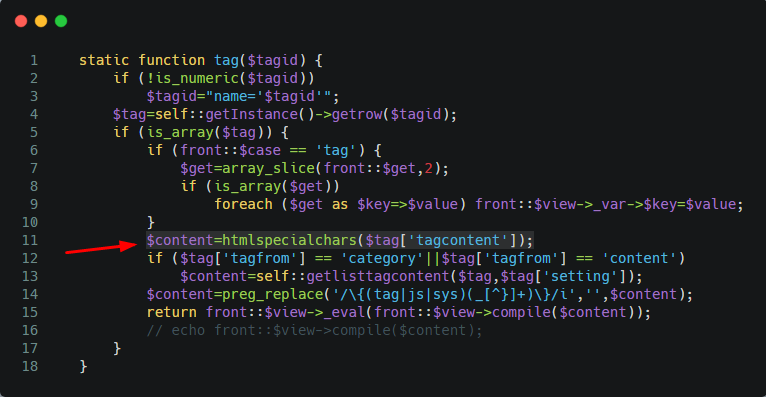 1 static function tag($tagid) {
2 if (!is_numeric($tagid))
3 $tagid="name='$tagid'";
4 $tag=self::getInstance()->getrow($tagid);
5 if (is_array($tag)) {
6 if (front::$case == 'tag') {
7 $get=array_slice(front::$get,2);
8 if (is_array($get))
9 foreach ($get as $key=>$value) front::$view->_var->$key=$value;
10 }
11 $content=htmlspecialchars($tag['tagcontent']);
12 if ($tag['tagfrom'] == 'category'||$tag['tagfrom'] == 'content')
13 $content=self::getlisttagcontent($tag,$tag['setting']);
14 $content=preg_replace('/\{(tag|js|sys)(_[^}]+)\}/i','',$content);
15 return front::$view->_eval(front::$view->compile($content));
16 // echo front::$view->compile($content);
17 }
18 }